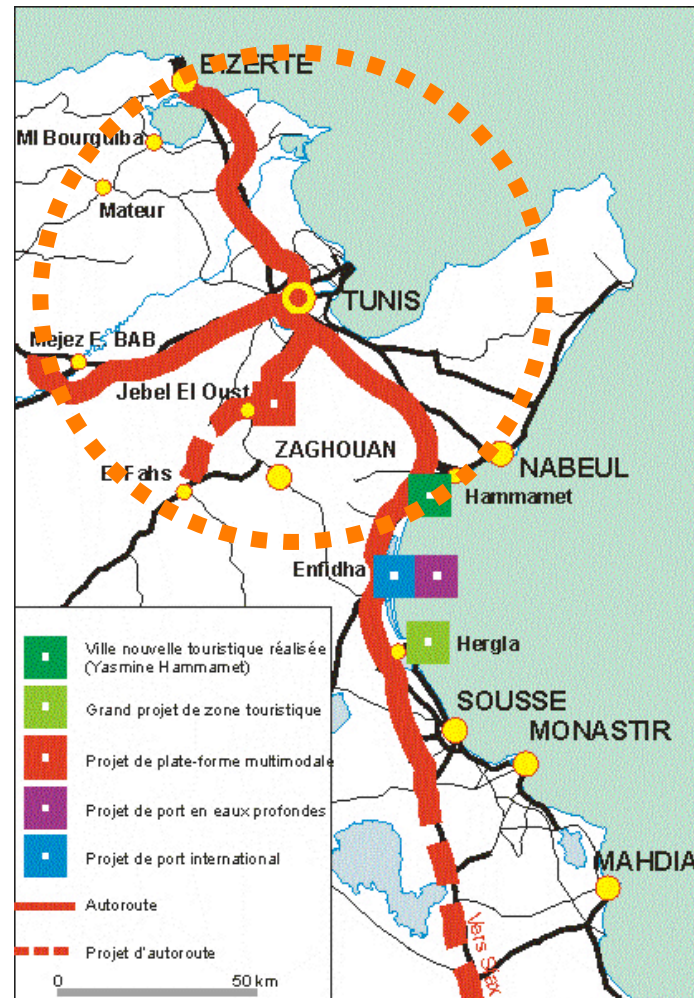 BIZERTE
Ml Bourguiba
Mateur
TUNIS
Mejez E. BAB
Jebel El Oust
ZAGHOUAN
El Fahs
NABEUL
Hammamet
Enfidha
Hergla
SOUSSE
MONASTIR
MAHDIA
Vers Sfax
Ville nouvelle touristique réalisée
(Yasmine Hammamet)
Grand projet de zone touristique
Projet de plate-forme multimodale
Projet de port en eaux profondes
Projet de port international
Autoroute
Projet d'autoroute
0 50 km